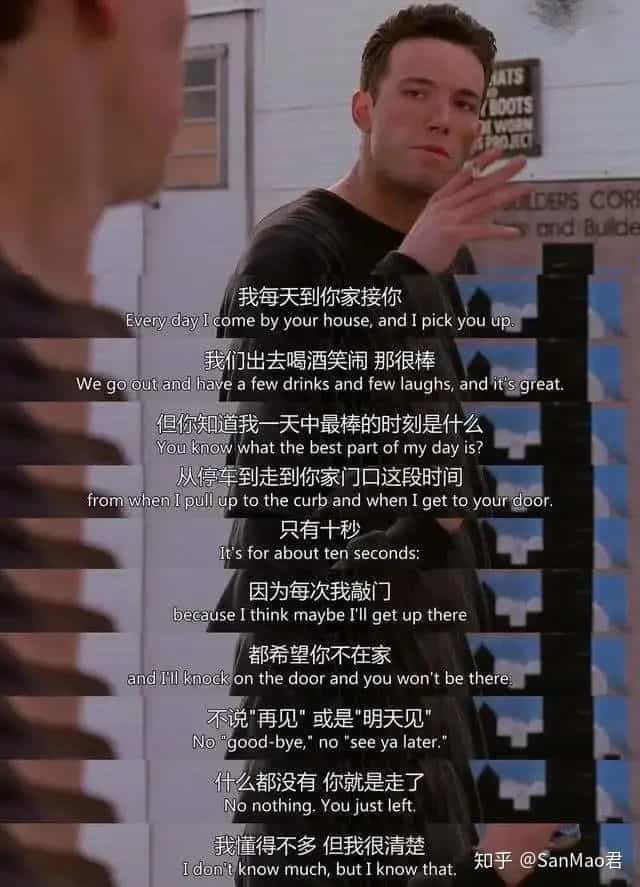 HATS
BOOTS
WORN
PROJECT
BUILDERS COR
and Builde
我每天到你家接你
Every day I come by your house, and I pick you up.
我们出去喝酒笑闹 那很棒
We go out and have a few drinks and few laughs, and it's great.
但你知道我一天中最棒的时刻是什么
You know what the best part of my day is?
从停车到走到你家门口这段时间
from when I pull up to the curb and when I get to your door.
只有十秒
It's for about ten seconds:
因为每次我敲门
because I think maybe I'll get up there
都希望你不在家
and I'll knock on the door and you won't be there.
不说"再见" 或是"明天见"
No "good-bye," no "see ya later."
什么都没有 你就是走了
No nothing. You just left.
我懂得不多 但我很清楚
I don't know much, but I know that.
知乎 @SanMao君